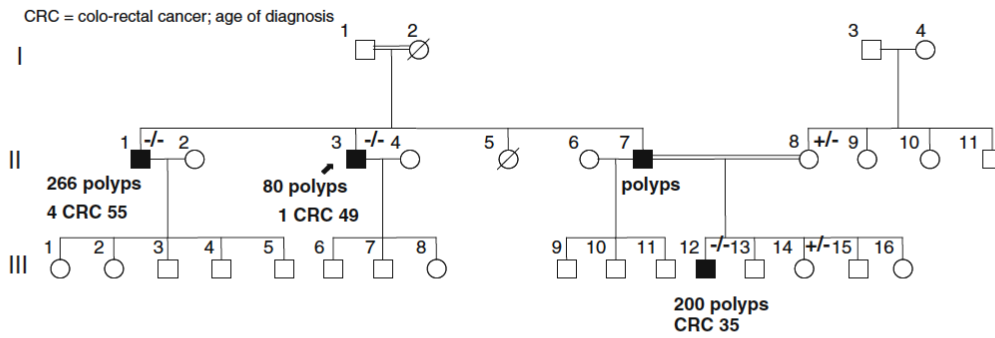 CRC = colo-rectal cancer; age of diagnosis
1 2 3 4
I
1 -/- 2 3 -/- 4 5 6 7 8 +/- 9 10 11
II
266 polyps 80 polyps polyps
4 CRC 55 1 CRC 49
1 2 3 4 5 6 7 8 9 10 11 12 -/- 13 14 +/- 15 16
III
200 polyps
CRC 35